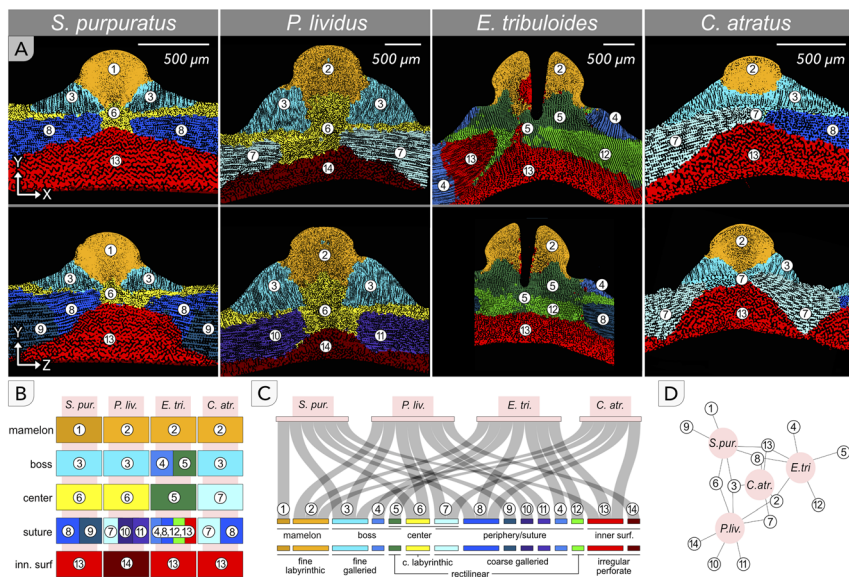 S. purpuratus
P. lividus
E. tribuloides
C. atratus
A
500 μm
500 μm
500 μm
500 μm
1
3
3
6
8
8
13
Y
X
2
3
3
6
7
7
14
2
4
5
13
12
13
4
2
3
7
8
13
1
3
3
6
8
8
9
9
13
Y
Z
2
3
3
6
10
11
14
2
5
4
5
12
8
13
2
3
7
7
7
13
B
S. pur. P. liv. E. tri. C. atr.
mamelon 1 2 2 2
boss 3 3 4 5 3
center 6 6 5 7
suture 8 9 7 10 11 4,8,12,13 7 8
inn. surf 13 14 13 13
C
S. pur. P. liv. E. tri. C. atr.
1 2 3 4 5 6 7 8 9 10 11 4 12 13 14
mamelon boss center periphery/suture inner surf.
fine labyrinthic
fine galleried
c. labyrinthic
coarse galleried
irregular perforate
rectilinear
D
1
9
S.pur.
13
4
8
E.tri
5
3
C.atr.
6
2
12
7
P.liv.
14
10
11